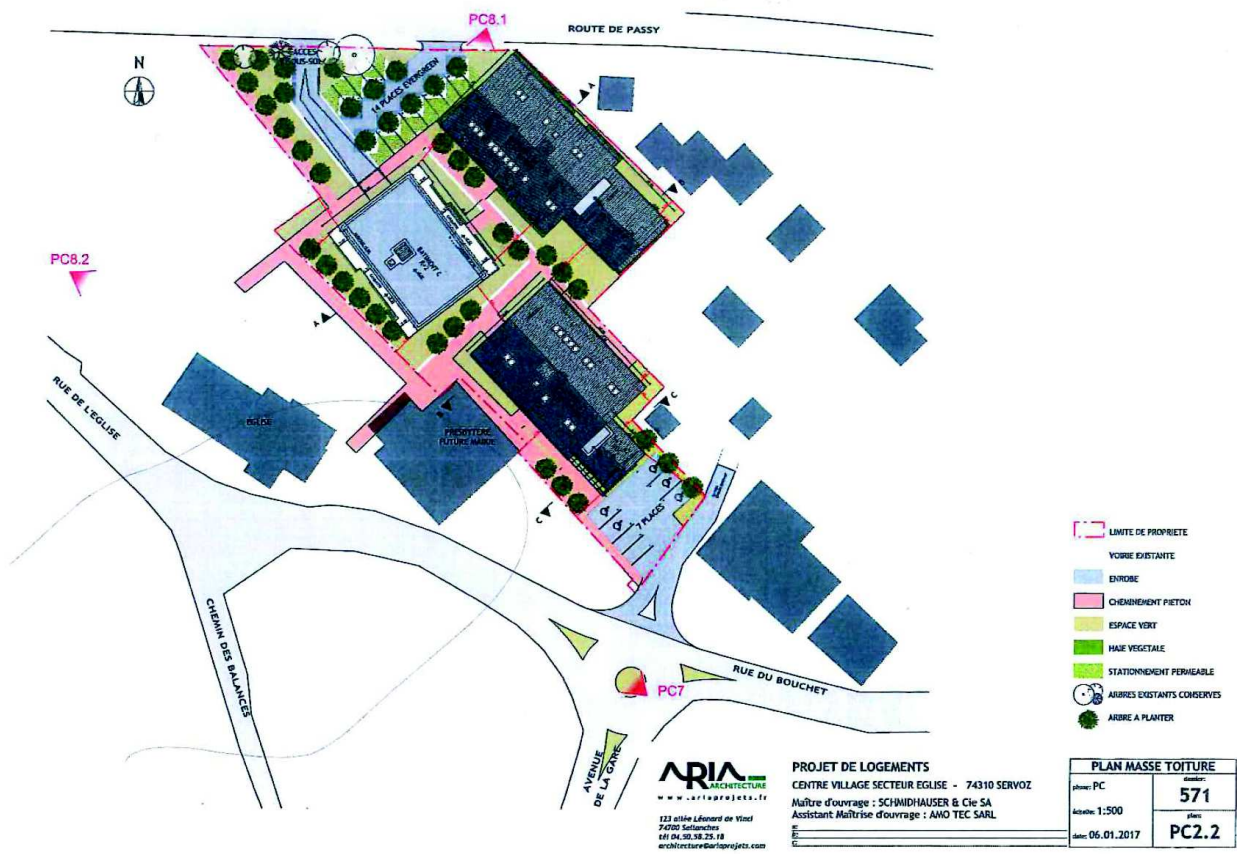 PC8.1
ROUTE DE PASSY
N
ACCES
SOUS-SOL
14 PLACES EVERGREEN
A
PC8.2
BATIMENT C
A
C
RUE DE L'EGLISE
EGLISE
B
PRESBYTERE
FUTURE MAIRIE
C
7 PLACES
CHEMIN DES BALANCES
RUE DU BOUCHET
PC7
AVENUE
DE LA GARE
LIMITE DE PROPRIETE
VOIRIE EXISTANTE
ENROBE
CHEMINEMENT PIETON
ESPACE VERT
HAIE VEGETALE
STATIONNEMENT PERMEABLE
ARBRES EXISTANTS CONSERVES
ARBRE A PLANTER
ARIA
ARCHITECTURE
www.ariaprojets.fr
123 allée Léonard de Vinci
74700 Sallanches
tél 04.50.58.25.18
architecture@ariaprojets.com
PROJET DE LOGEMENTS
CENTRE VILLAGE SECTEUR EGLISE - 74310 SERVOZ
Maître d'ouvrage : SCHMIDHAUSER & Cie SA
Assistant Maîtrise d'ouvrage : AMO TEC SARL
PLAN MASSE TOITURE
phase: PC
dossier:
571
échelle: 1:500
plan:
date: 06.01.2017
PC2.2